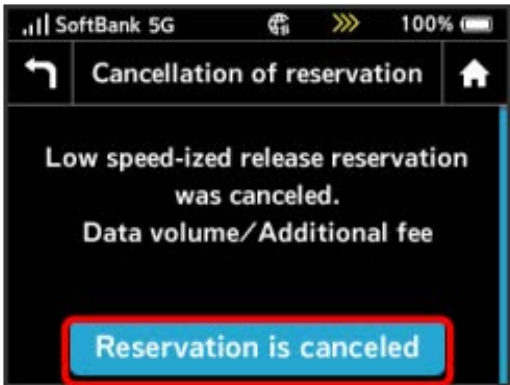 SoftBank 5G 100%
Cancellation of reservation
Low speed-ized release reservation
was canceled.
Data volume/Additional fee
Reservation is canceled